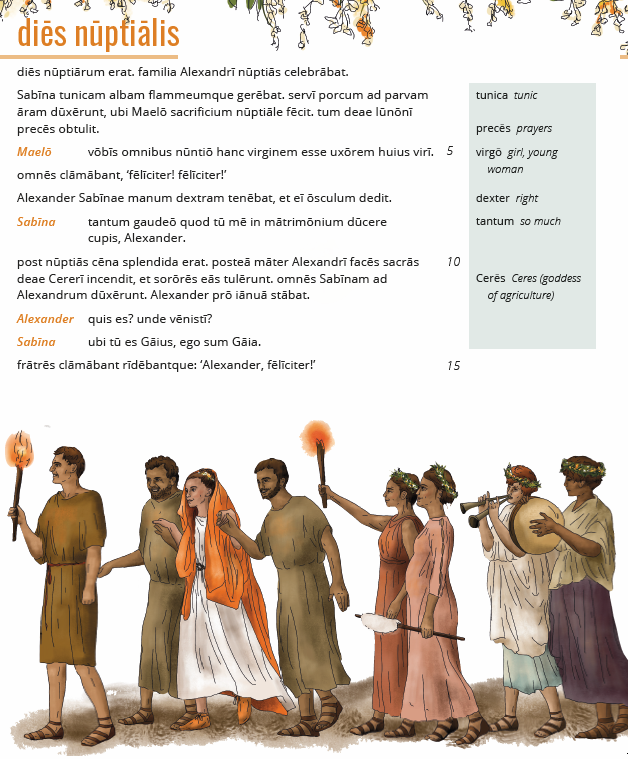 diēs nūptiālis
diēs nūptiārum erat. familia Alexandrī nūptiās celebrābat.
Sabīna tunicam albam flammeumque gerēbat. servī porcum ad parvam
āram dūxērunt, ubi Maelō sacrificium nūptiāle fēcit. tum deae Iūnōnī
precēs obtulit.
Maelō vōbīs omnibus nūntiō hanc virginem esse uxōrem huius virī. 5
omnēs clāmābant, ‘fēlīciter! fēlīciter!’
Alexander Sabīnae manum dextram tenēbat, et eī ōsculum dedit.
Sabīna tantum gaudeō quod tū mē in mātrimōnium dūcere
cupis, Alexander.
post nūptiās cēna splendida erat. posteā māter Alexandrī facēs sacrās 10
deae Cererī incendit, et sorōrēs eās tulērunt. omnēs Sabīnam ad
Alexandrum dūxērunt. Alexander prō iānuā stābat.
Alexander quis es? unde vēnistī?
Sabīna ubi tū es Gāius, ego sum Gāia.
frātrēs clāmābant rīdēbantque: ‘Alexander, fēlīciter!’ 15
tunica tunic
precēs prayers
virgō girl, young
woman
dexter right
tantum so much
Cerēs Ceres (goddess
of agriculture)